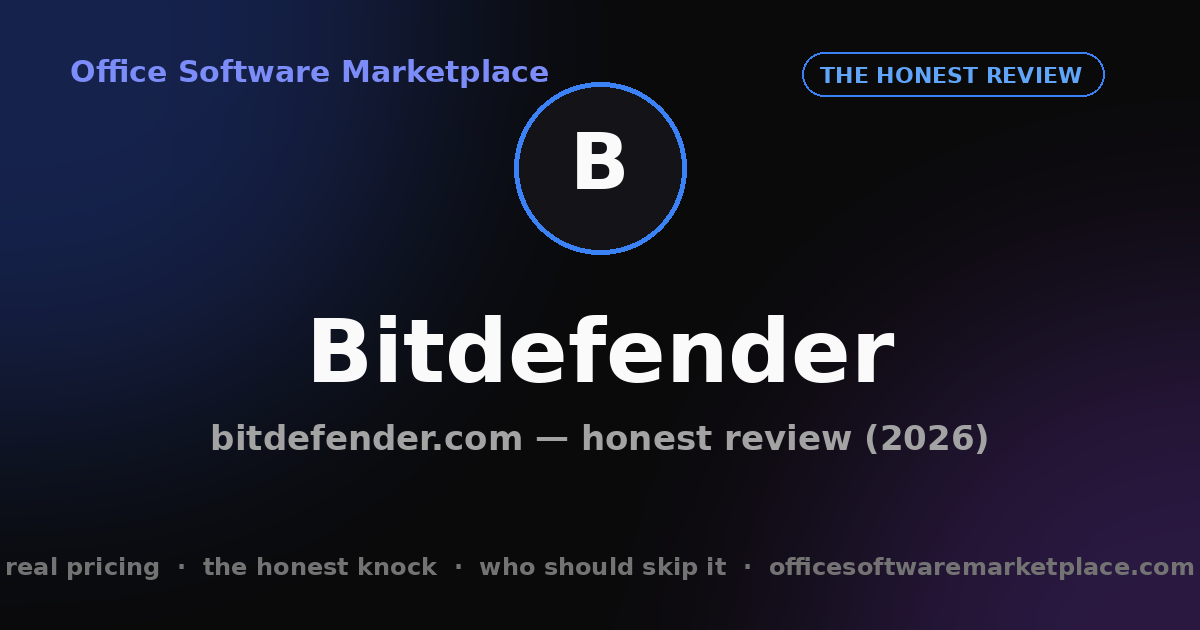 Office Software Marketplace
THE HONEST REVIEW
B
Bitdefender
bitdefender.com — honest review (2026)
real pricing · the honest knock · who should skip it · officesoftwaremarketplace.com